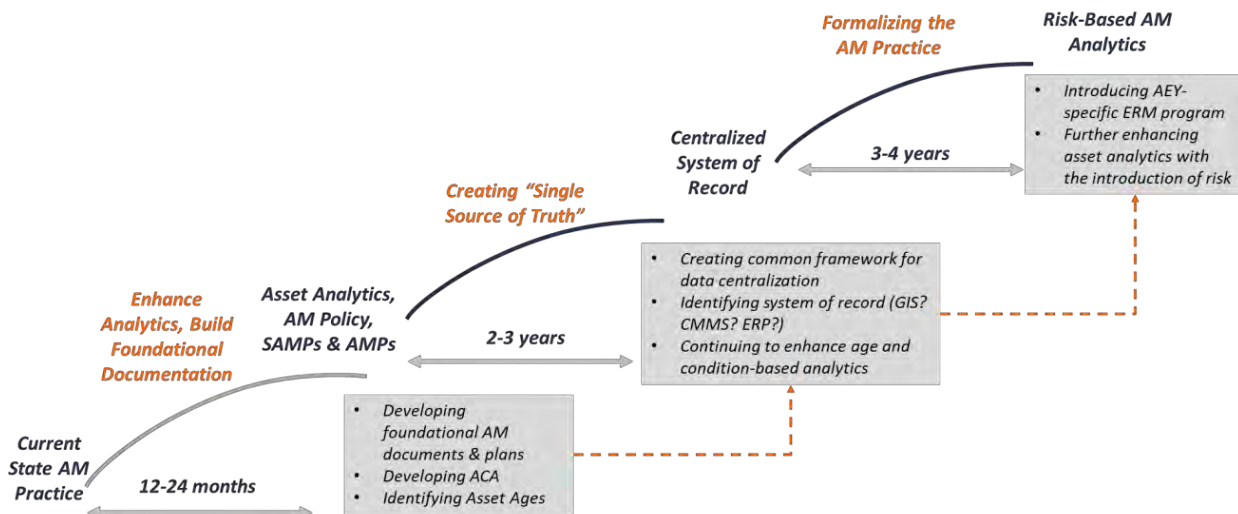 Formalizing the
AM Practice
Risk-Based AM
Analytics
• Introducing AEY-
specific ERM program
• Further enhancing
asset analytics with
the introduction of risk
Centralized
System of
Record
3-4 years
Creating “Single
Source of Truth”
• Creating common framework for
data centralization
• Identifying system of record (GIS?
CMMS? ERP?)
• Continuing to enhance age and
condition-based analytics
Asset Analytics,
AM Policy,
SAMPs & AMPs
2-3 years
Enhance
Analytics, Build
Foundational
Documentation
• Developing
foundational AM
documents & plans
• Developing ACA
• Identifying Asset Ages
Current
State AM
Practice
12-24 months